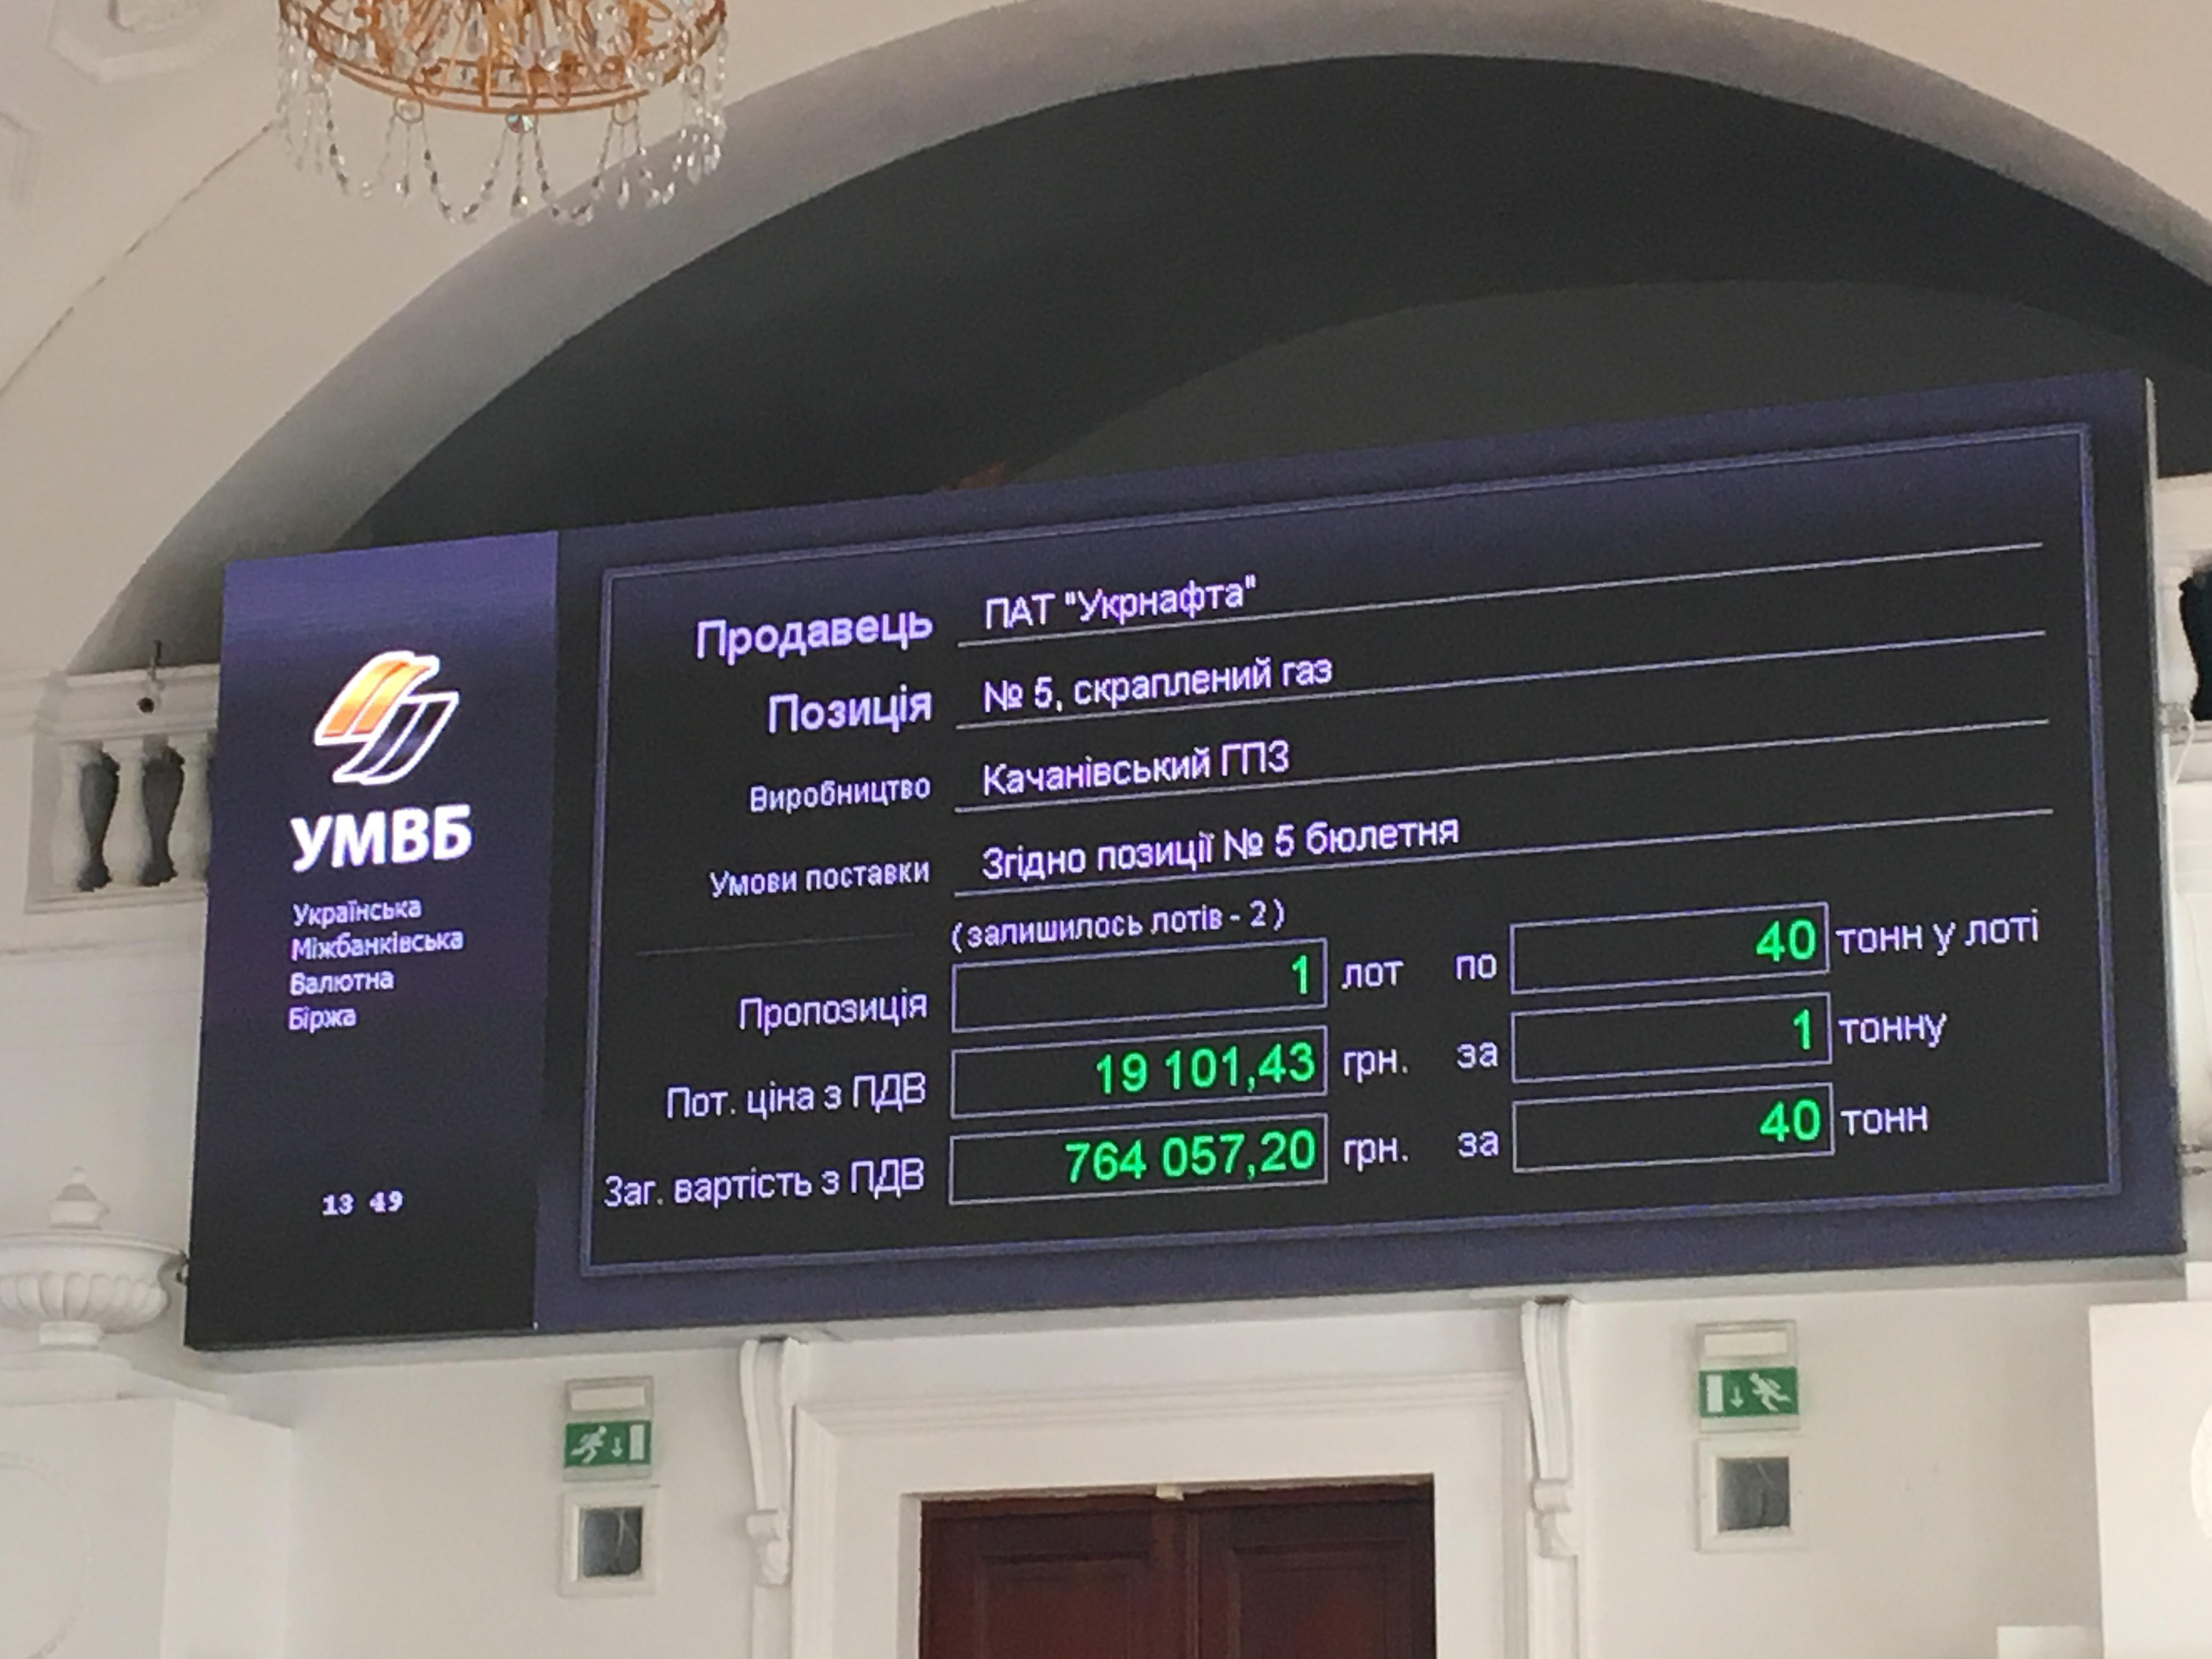 УМВБ
Українська
Міжбанківська
Валютна
Біржа
13 49
Продавець ПАТ "Укрнафта"
Позиція № 5, скраплений газ
Виробництво Качанівський ГПЗ
Умови поставки Згідно позиції № 5 бюлетня
(залишилось лотів - 2)
Пропозиція 1 лот по 40 тонн у лоті
Пот. ціна з ПДВ 19 101,43 грн. за 1 тонну
Заг. вартість з ПДВ 764 057,20 грн. за 40 тонн